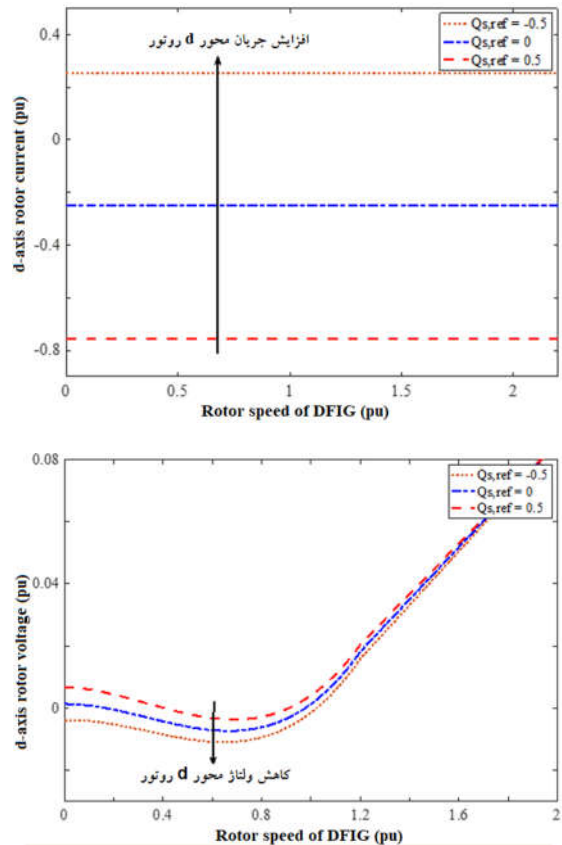 0.4
0
-0.4
-0.8
d-axis rotor current (pu)
افزایش جریان محور d روتور
Qs,ref = -0.5
Qs,ref = 0
Qs,ref = 0.5
0 0.5 1 1.5 2
Rotor speed of DFIG (pu)
0.08
0.04
0
d-axis rotor voltage (pu)
Qs,ref = -0.5
Qs,ref = 0
Qs,ref = 0.5
کاهش ولتاژ محور d روتور
0 0.4 0.8 1.2 1.6 2
Rotor speed of DFIG (pu)